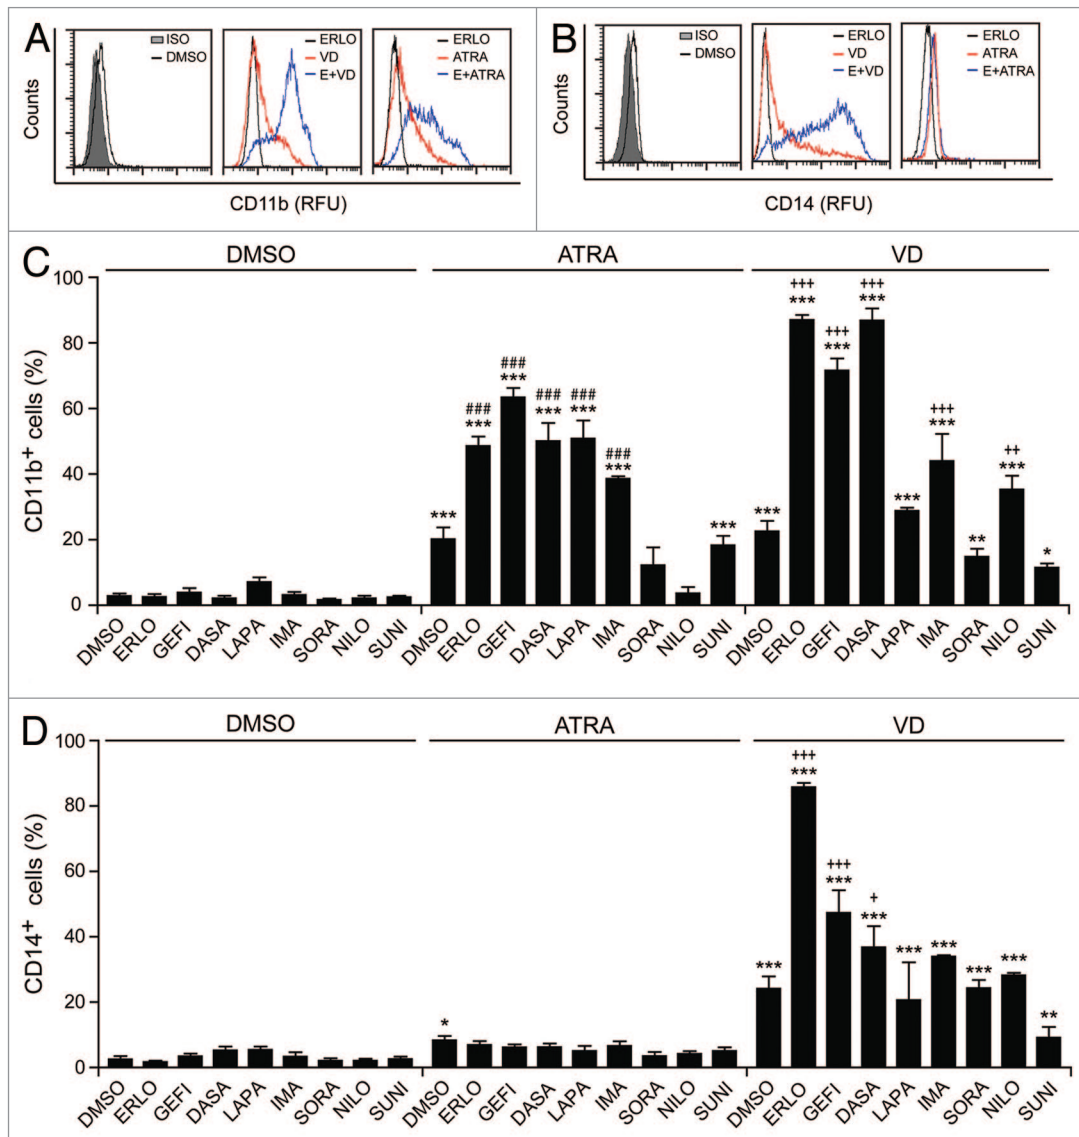 A
ISO
DMSO
ERLO
VD
E+VD
ERLO
ATRA
E+ATRA
Counts
CD11b (RFU)
B
ISO
DMSO
ERLO
VD
E+VD
ERLO
ATRA
E+ATRA
Counts
CD14 (RFU)
C
DMSO ATRA VD
CD11b+ cells (%)
100
80
60
40
20
0
*** ### *** ### *** ### *** ### *** ### *** *** *** +++ *** +++ *** +++ *** *** +++ *** ** ++ *** *
DMSO ERLO GEFI DASA LAPA IMA SORA NILO SUNI DMSO ERLO GEFI DASA LAPA IMA SORA NILO SUNI DMSO ERLO GEFI DASA LAPA IMA SORA NILO SUNI
D
DMSO ATRA VD
CD14+ cells (%)
100
80
60
40
20
0
* *** +++ *** +++ *** + *** *** *** *** *** **
DMSO ERLO GEFI DASA LAPA IMA SORA NILO SUNI DMSO ERLO GEFI DASA LAPA IMA SORA NILO SUNI DMSO ERLO GEFI DASA LAPA IMA SORA NILO SUNI